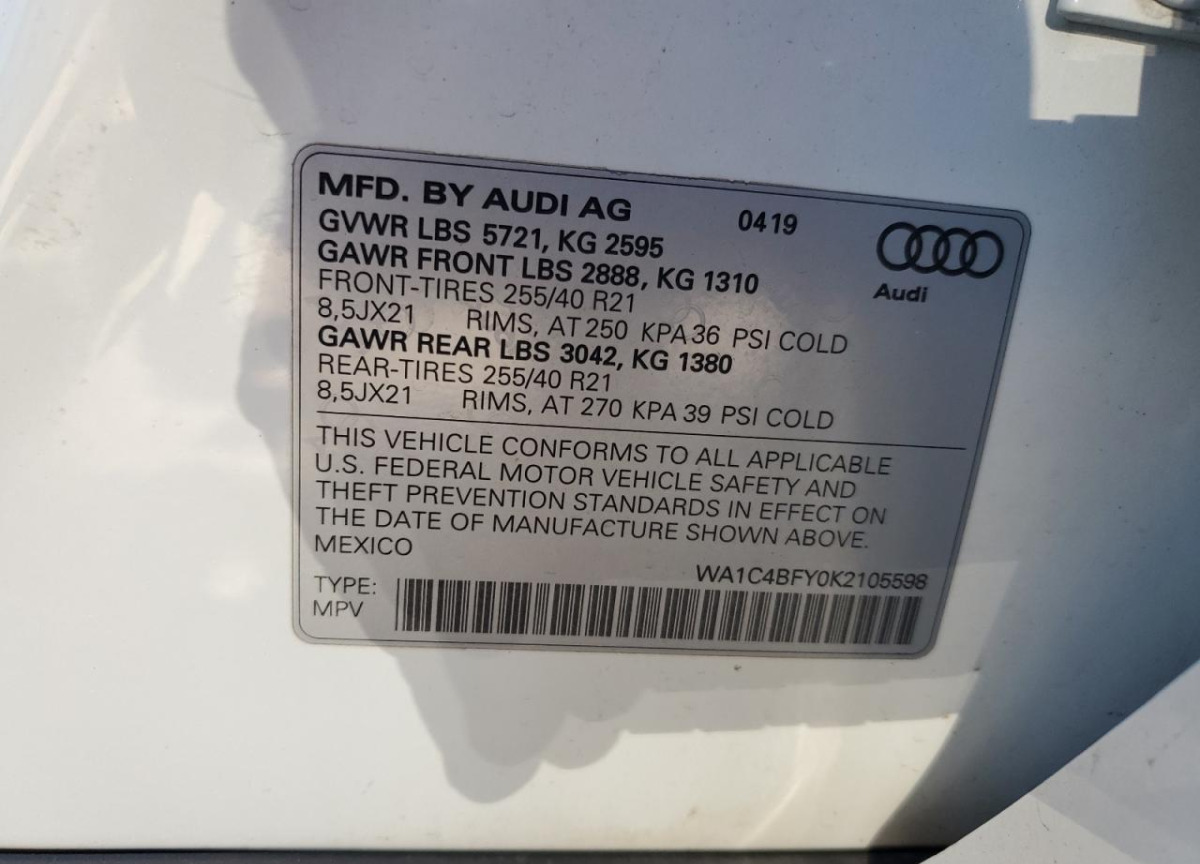 MFD. BY AUDI AG 0419
GVWR LBS 5721, KG 2595
GAWR FRONT LBS 2888, KG 1310
Audi
FRONT-TIRES 255/40 R21
8,5JX21 RIMS, AT 250 KPA 36 PSI COLD
GAWR REAR LBS 3042, KG 1380
REAR-TIRES 255/40 R21
8,5JX21 RIMS, AT 270 KPA 39 PSI COLD
THIS VEHICLE CONFORMS TO ALL APPLICABLE
U.S. FEDERAL MOTOR VEHICLE SAFETY AND
THEFT PREVENTION STANDARDS IN EFFECT ON
THE DATE OF MANUFACTURE SHOWN ABOVE.
MEXICO
WA1C4BFY0K2105598
TYPE:
MPV